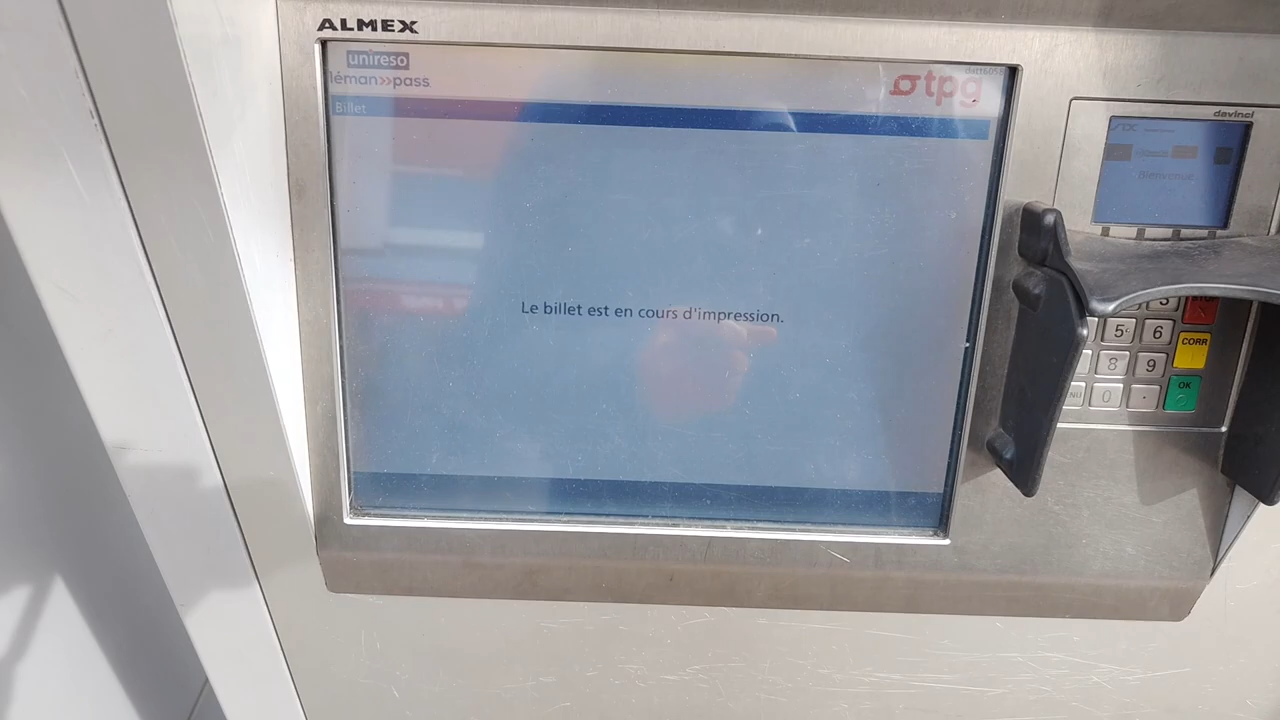 ALMEX
unireso
léman>>pass
tpg
Billet
Le billet est en cours d'impression.
davinci
SIX
Bienvenue
5
6
CORR
8
9
OK
0
.